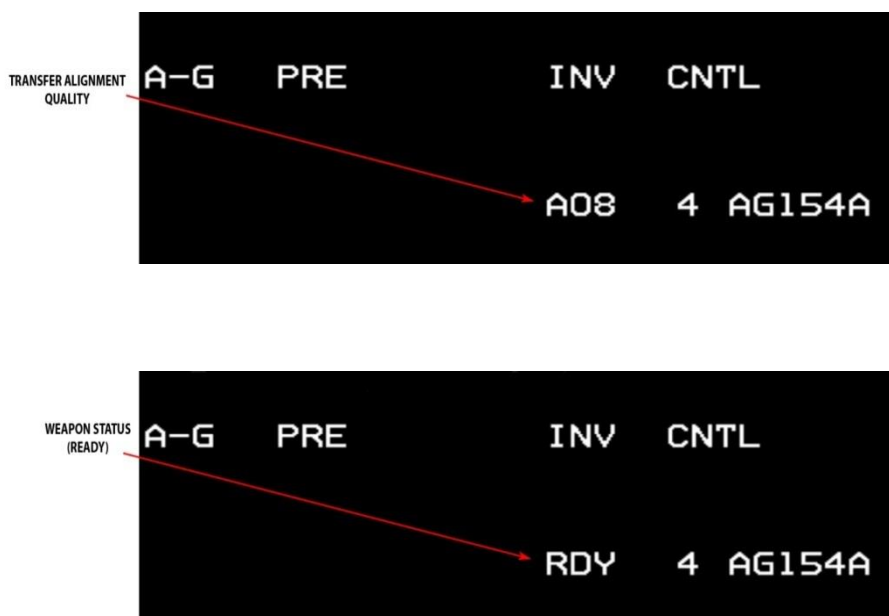 TRANSFER ALIGNMENT
QUALITY
A-G PRE INV CNTL
A08 4 AG154A
WEAPON STATUS
(READY)
A-G PRE INV CNTL
RDY 4 AG154A